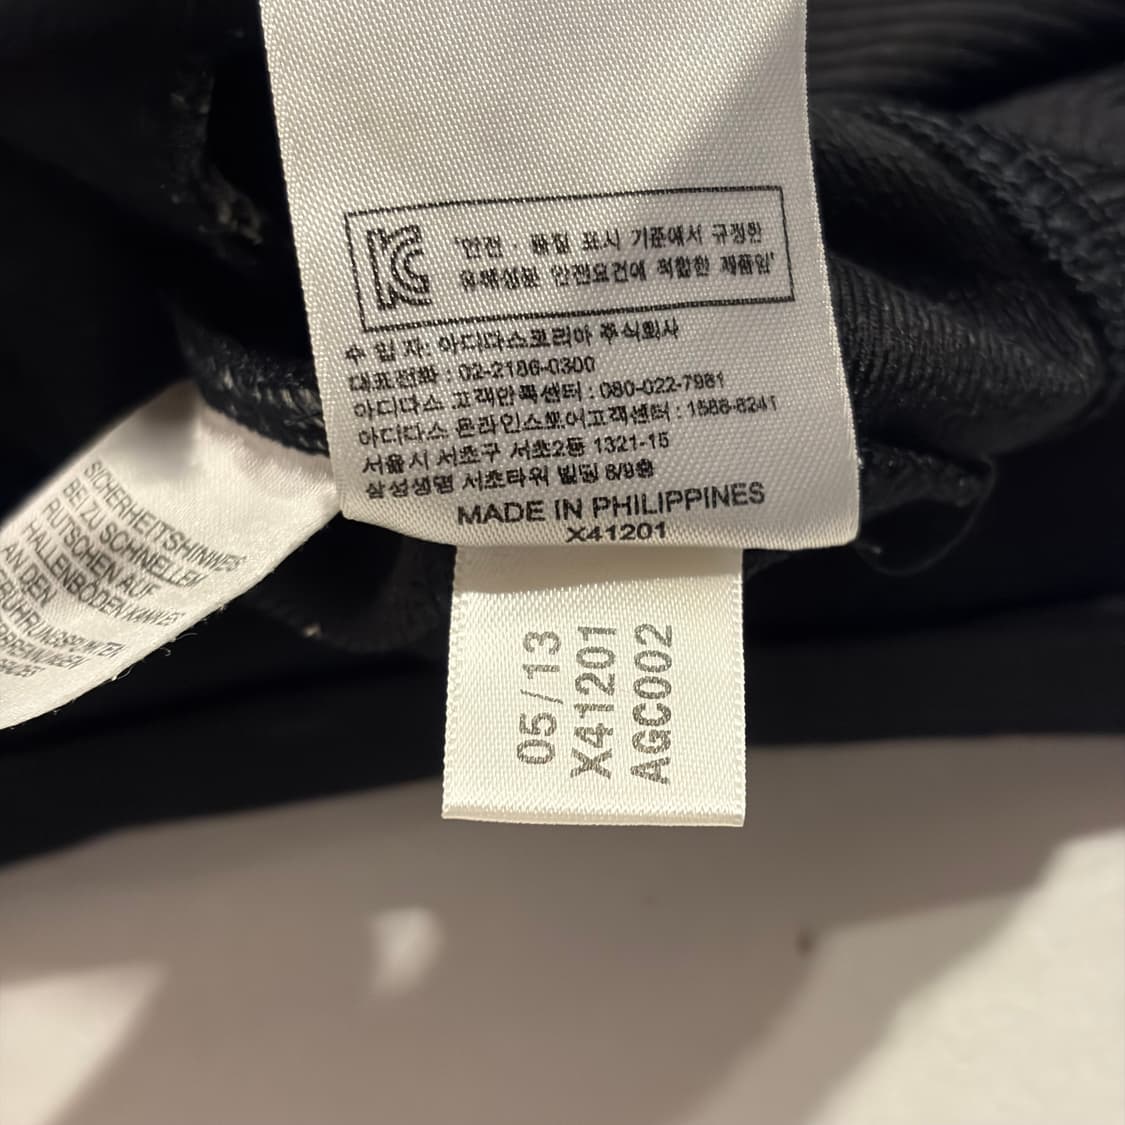 KC
'안전 · 품질 표시 기준에서 규정한
유해성분 안전요건에 적합한 제품임'
수 입 자: 아디다스코리아 주식회사
대표전화 : 02-2186-0300
아디다스 고객만족센터 : 080-022-7981
아디다스 온라인스토어고객센터 : 1588-8241
서울시 서초구 서초2동 1321-15
삼성생명 서초타워 빌딩 8/9층
MADE IN PHILIPPINES
X41201
05/13
X41201
AGC002
SICHERHEITSHINWEIS
BEI ZU SCHNELLEM
RUTSCHEN AUF
HALLENBÖDEN KANN ES
AN DEN